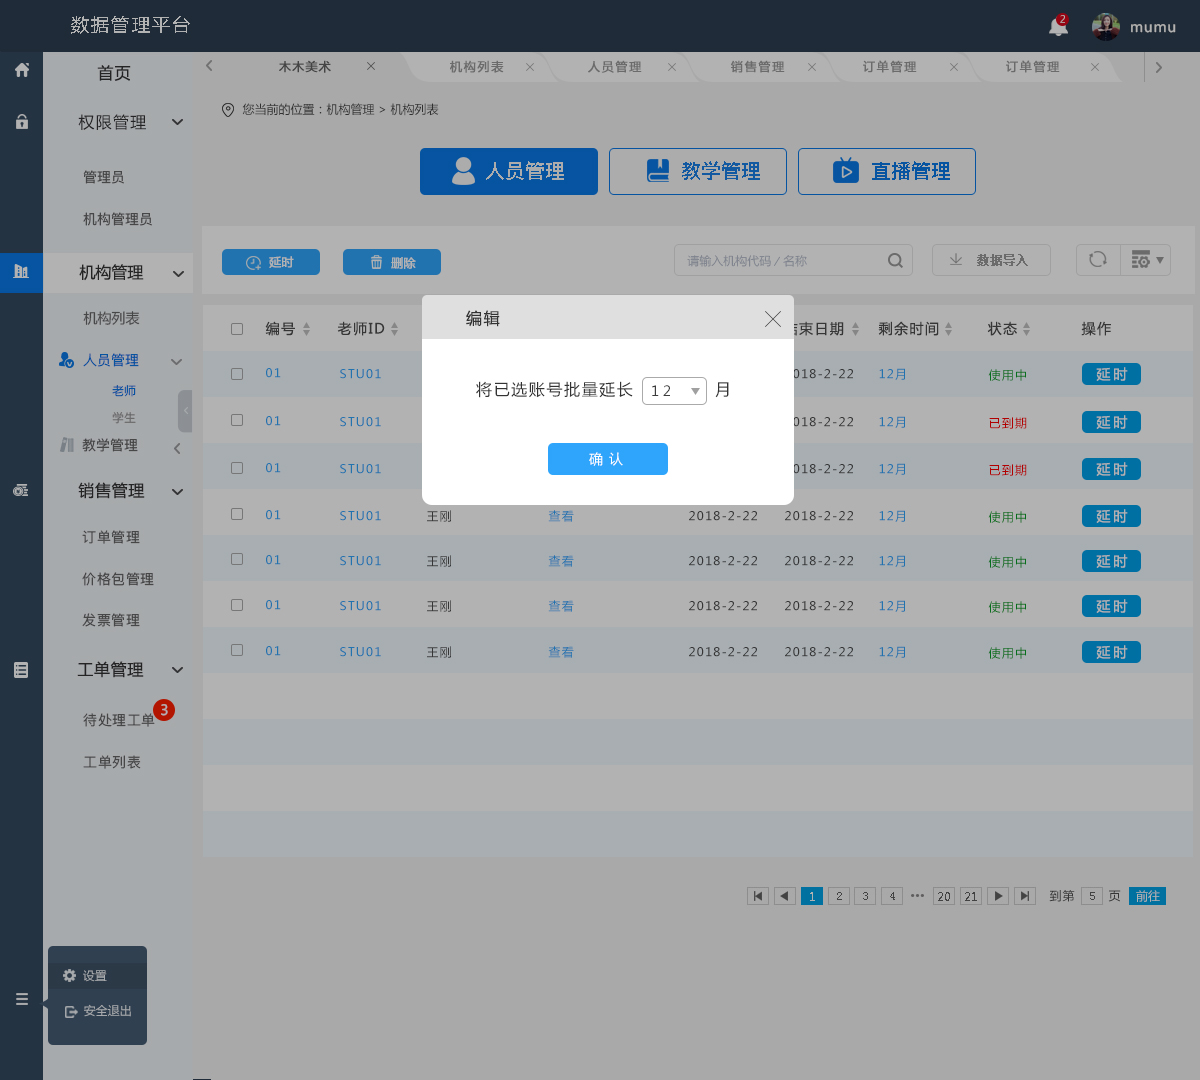 数据管理平台
2
mumu
首页
权限管理
管理员
机构管理员
机构管理
机构列表
人员管理
老师
学生
教学管理
销售管理
订单管理
价格包管理
发票管理
工单管理
待处理工单 3
工单列表
设置
安全退出
木木美术 机构列表 人员管理 销售管理 订单管理 订单管理
您当前的位置：机构管理 > 机构列表
人员管理 教学管理 直播管理
延时 删除 请输入机构代码 / 名称 数据导入
编辑
将已选账号批量延长 12 月
确 认
编号 老师ID 结束日期 剩余时间 状态 操作
01 STU01 018-2-22 12月 使用中 延时
01 STU01 018-2-22 12月 已到期 延时
01 STU01 018-2-22 12月 已到期 延时
01 STU01 王刚 查看 2018-2-22 2018-2-22 12月 使用中 延时
01 STU01 王刚 查看 2018-2-22 2018-2-22 12月 使用中 延时
01 STU01 王刚 查看 2018-2-22 2018-2-22 12月 使用中 延时
01 STU01 王刚 查看 2018-2-22 2018-2-22 12月 使用中 延时
1 2 3 4 ··· 20 21 到第 5 页 前往